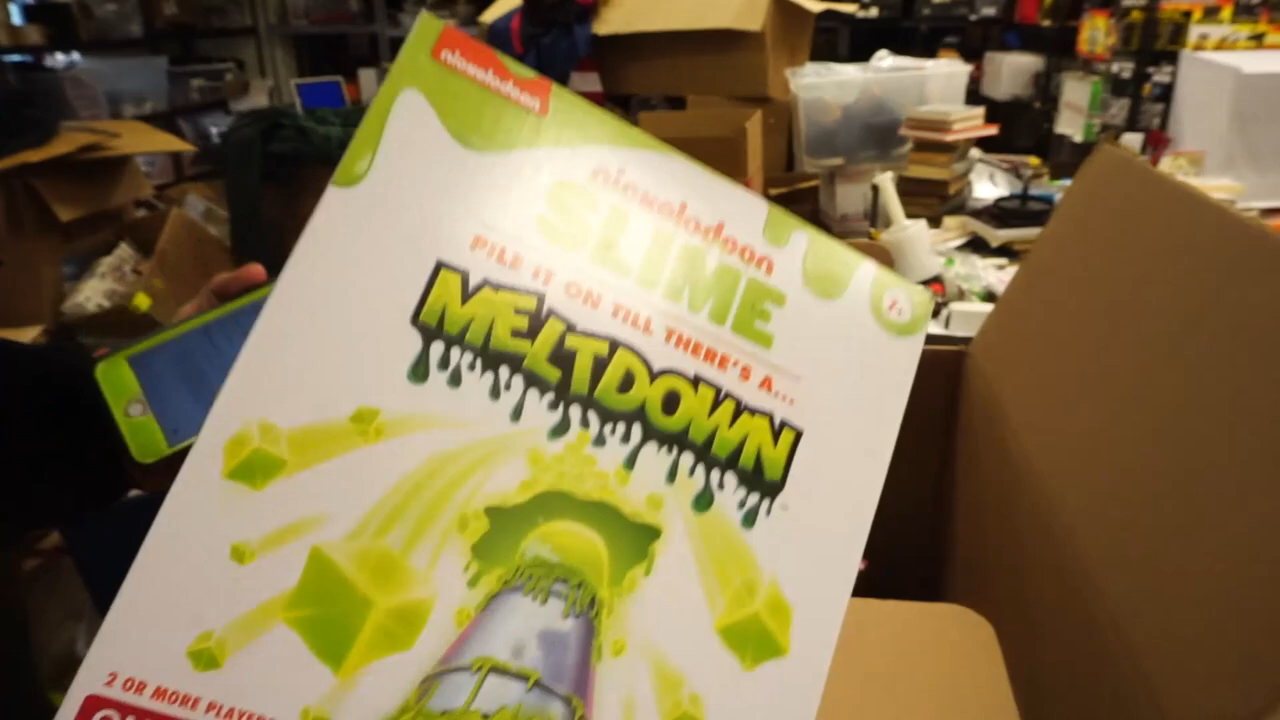 nickelodeon
nickelodeon
SLIME
PILE IT ON TILL THERE'S A...
MELTDOWN
2 OR MORE PLAYERS